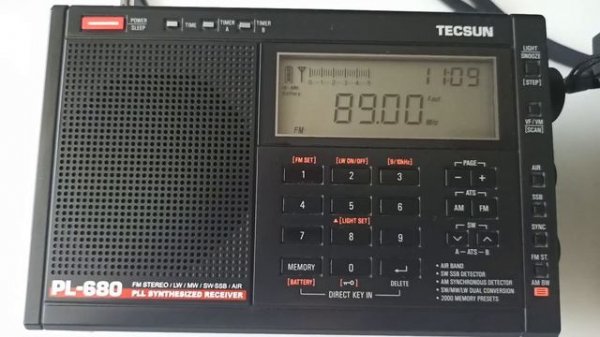 POWER
SLEEP
TIME
TIMER
A
TIMER
B
TECSUN
LIGHT
SNOOZE
[STEP]
11:09
Battery
89.00 Fast
MHz
FM
VF/VM
[SCAN]
[FM SET] [LW ON/OFF] [9/10kHz]
1 2 3
PAGE
− +
AIR
4 5 6
ATS
AM FM
SSB
▲[LIGHT SET]
7 8 9
SW
A—ATS—B
SYNC
MEMORY 0
[BATTERY]
DIRECT KEY IN
DELETE
• AIR BAND
• SW SSB DETECTOR
• AM SYNCHRONOUS DETECTOR
• SW/MW/LW DUAL CONVERSION
• 2000 MEMORY PRESETS
FM ST.
AM BW
PL-680 FM STEREO / LW / MW / SW-SSB / AIR
PLL SYNTHESIZED RECEIVER